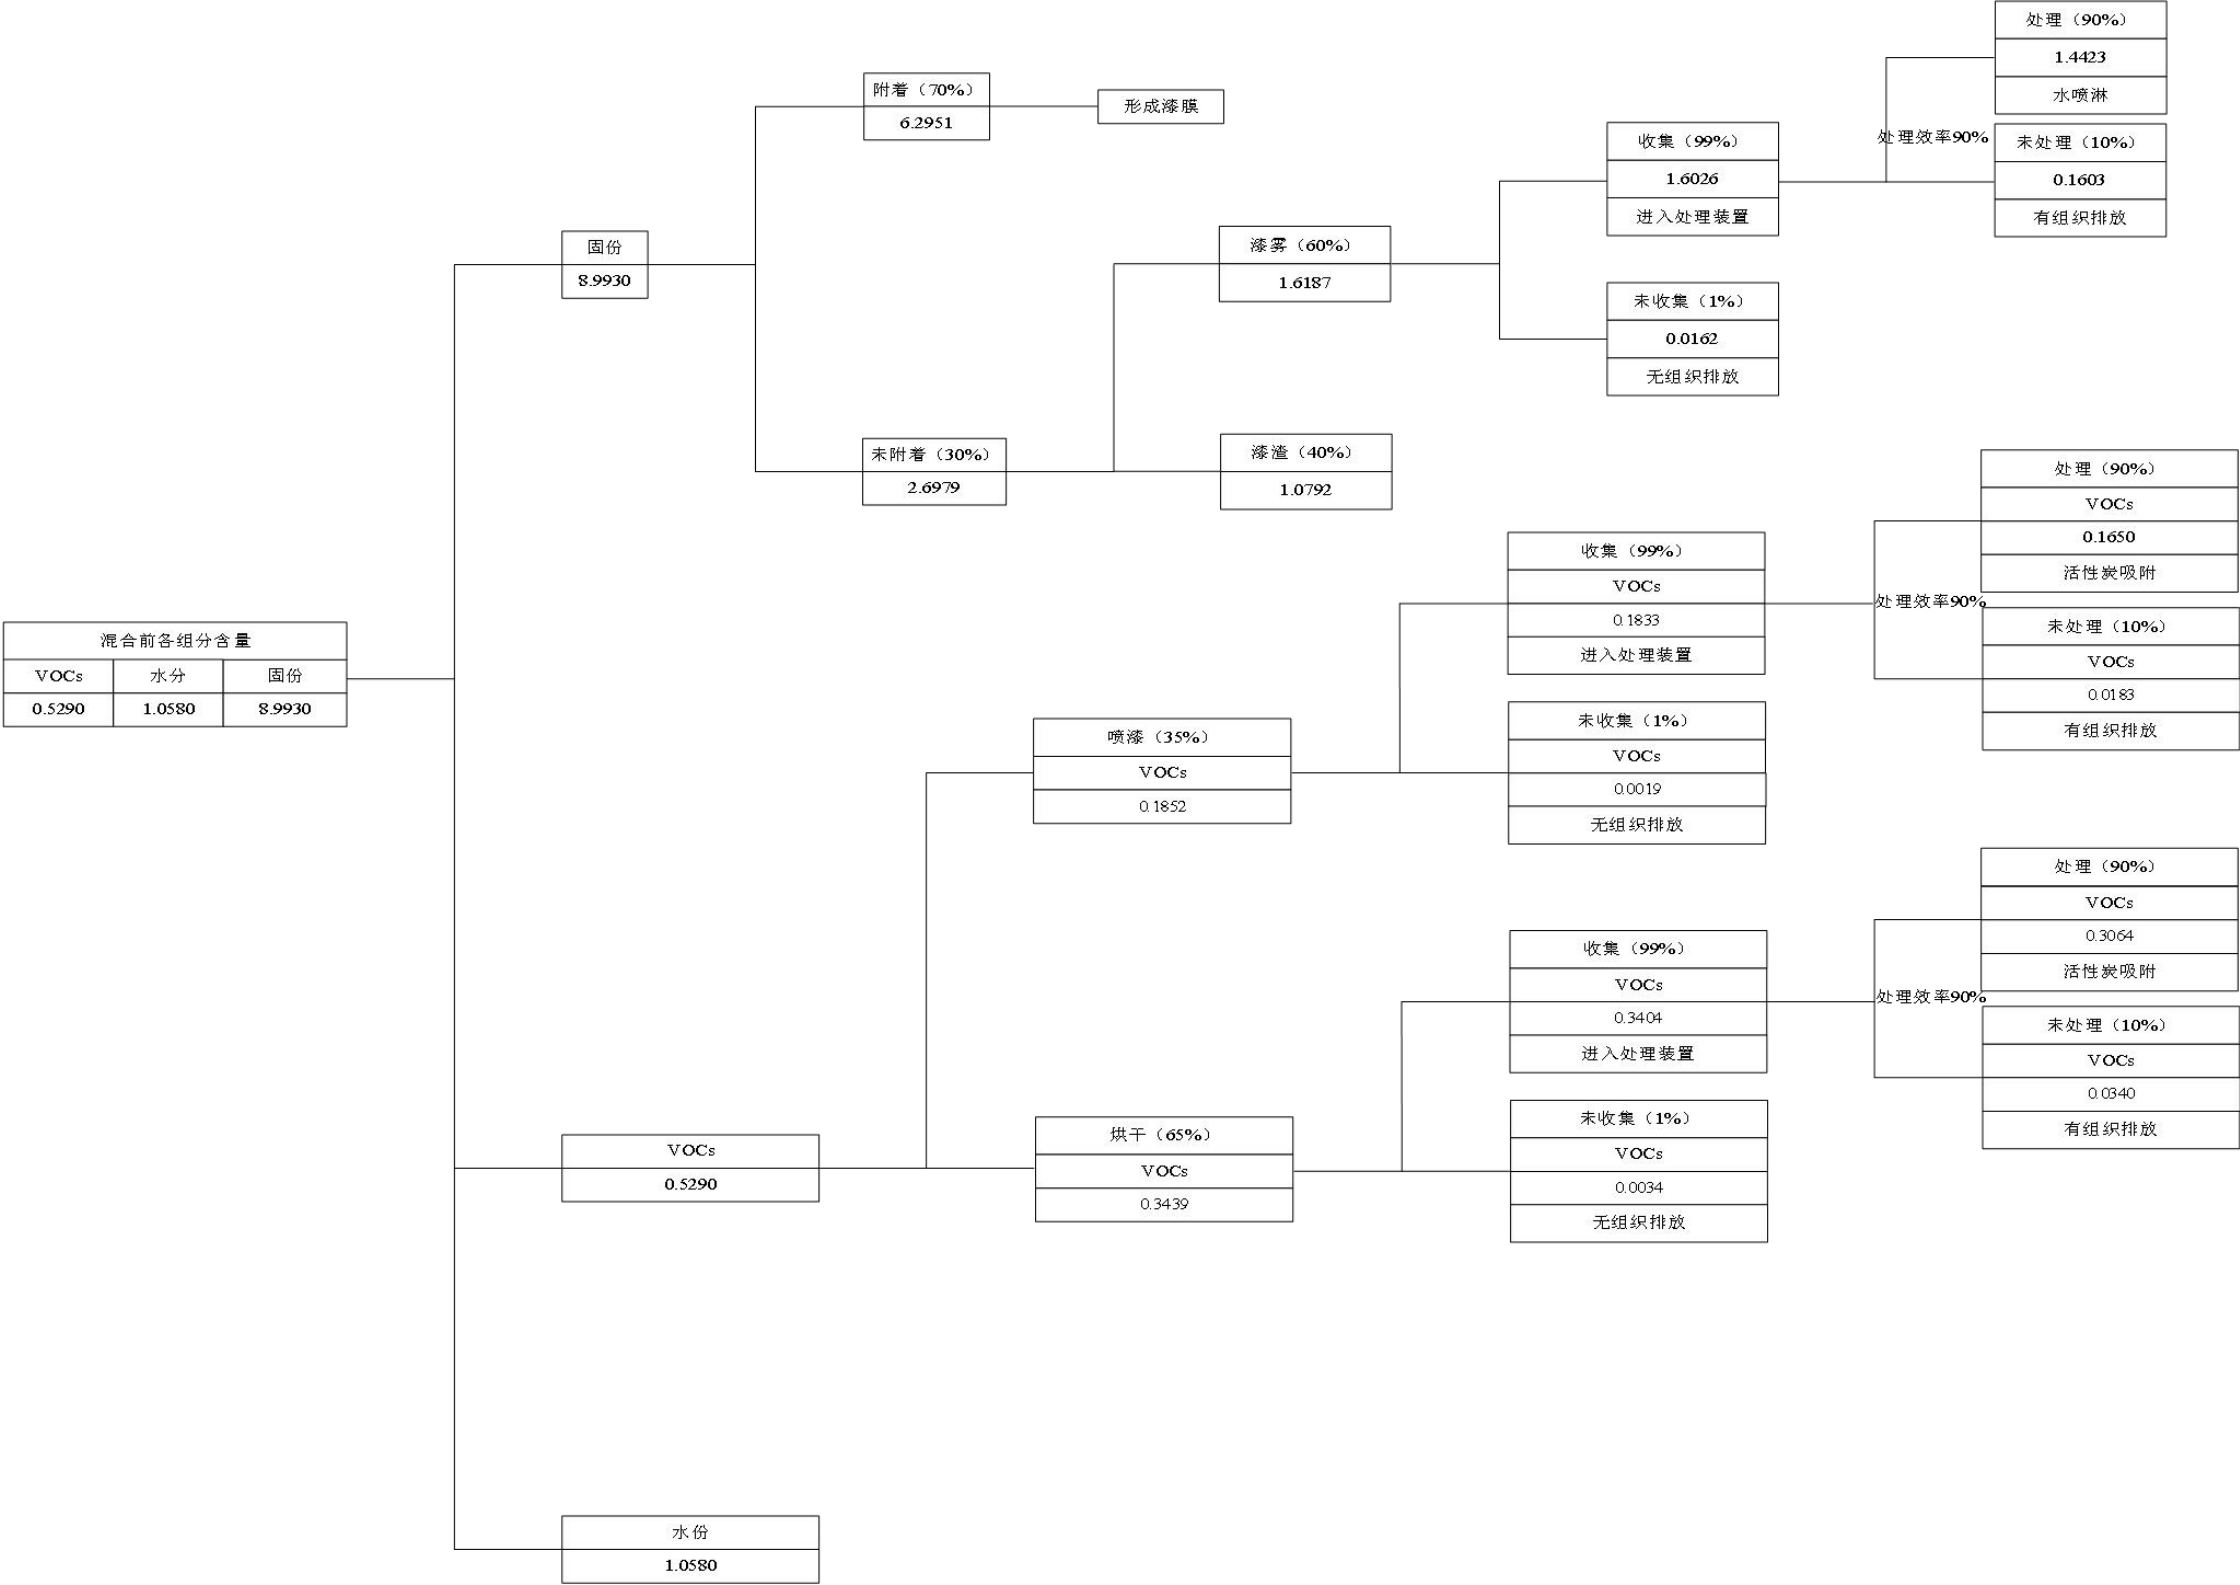 混合前各组分含量
VOCs 水分 固份
0.5290 1.0580 8.9930
固份
8.9930
附着（70%）
6.2951
形成漆膜
未附着（30%）
2.6979
漆雾（60%）
1.6187
漆渣（40%）
1.0792
收集（99%）
1.6026
进入处理装置
未收集（1%）
0.0162
无组织排放
处理效率90%
处理（90%）
1.4423
水喷淋
未处理（10%）
0.1603
有组织排放
VOCs
0.5290
喷漆（35%）
VOCs
0.1852
收集（99%）
VOCs
0.1833
进入处理装置
未收集（1%）
VOCs
0.0019
无组织排放
处理效率90%
处理（90%）
VOCs
0.1650
活性炭吸附
未处理（10%）
VOCs
0.0183
有组织排放
烘干（65%）
VOCs
0.3439
收集（99%）
VOCs
0.3404
进入处理装置
未收集（1%）
VOCs
0.0034
无组织排放
处理效率90%
处理（90%）
VOCs
0.3064
活性炭吸附
未处理（10%）
VOCs
0.0340
有组织排放
水份
1.0580